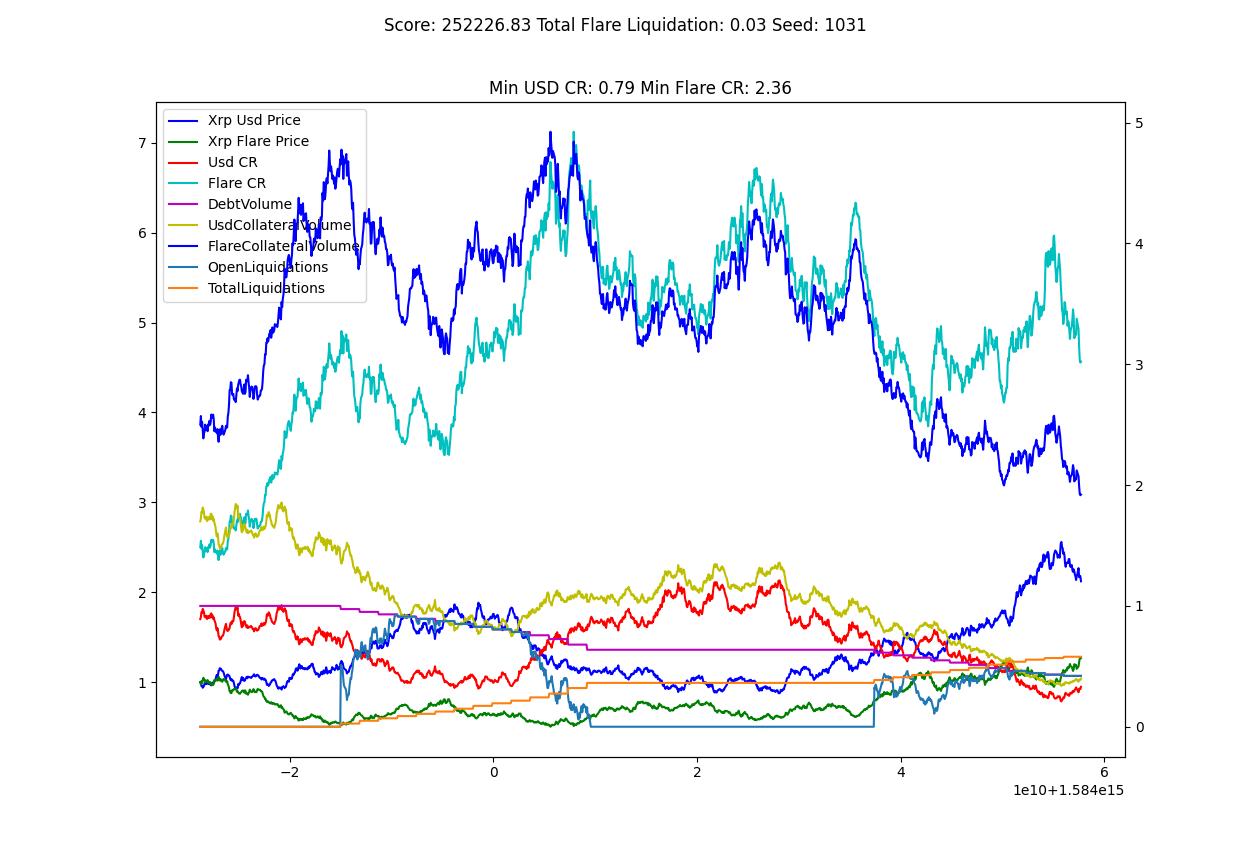 Score: 252226.83 Total Flare Liquidation: 0.03 Seed: 1031
Min USD CR: 0.79 Min Flare CR: 2.36
Xrp Usd Price
Xrp Flare Price
Usd CR
Flare CR
DebtVolume
UsdCollateralVolume
FlareCollateralVolume
OpenLiquidations
TotalLiquidations
7
6
5
4
3
2
1
5
4
3
2
1
0
−2
0
2
4
6
1e10+1.584e15